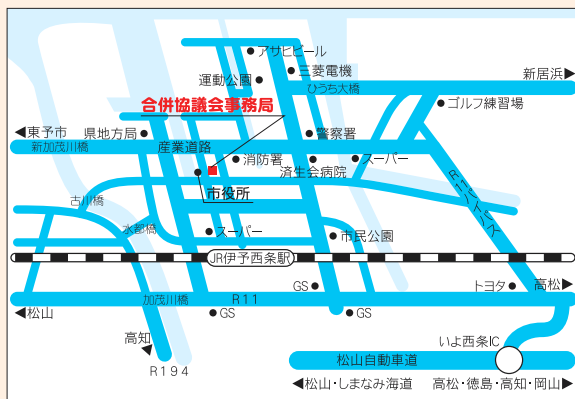 アサヒビール
三菱電機
運動公園
新居浜▶
ひうち大橋
合併協議会事務局
ゴルフ練習場
◀東予市
県地方局
警察署
新加茂川橋
産業道路
消防署
スーパー
済生会病院
市役所
R11バイパス
古川橋
水都橋
スーパー
市民公園
JR伊予西条駅
GS
トヨタ
高松▶
加茂川橋
R11
◀松山
GS
GS
高知
いよ西条IC
松山自動車道
R194
◀松山・しまなみ海道
高松・徳島・高知・岡山▶